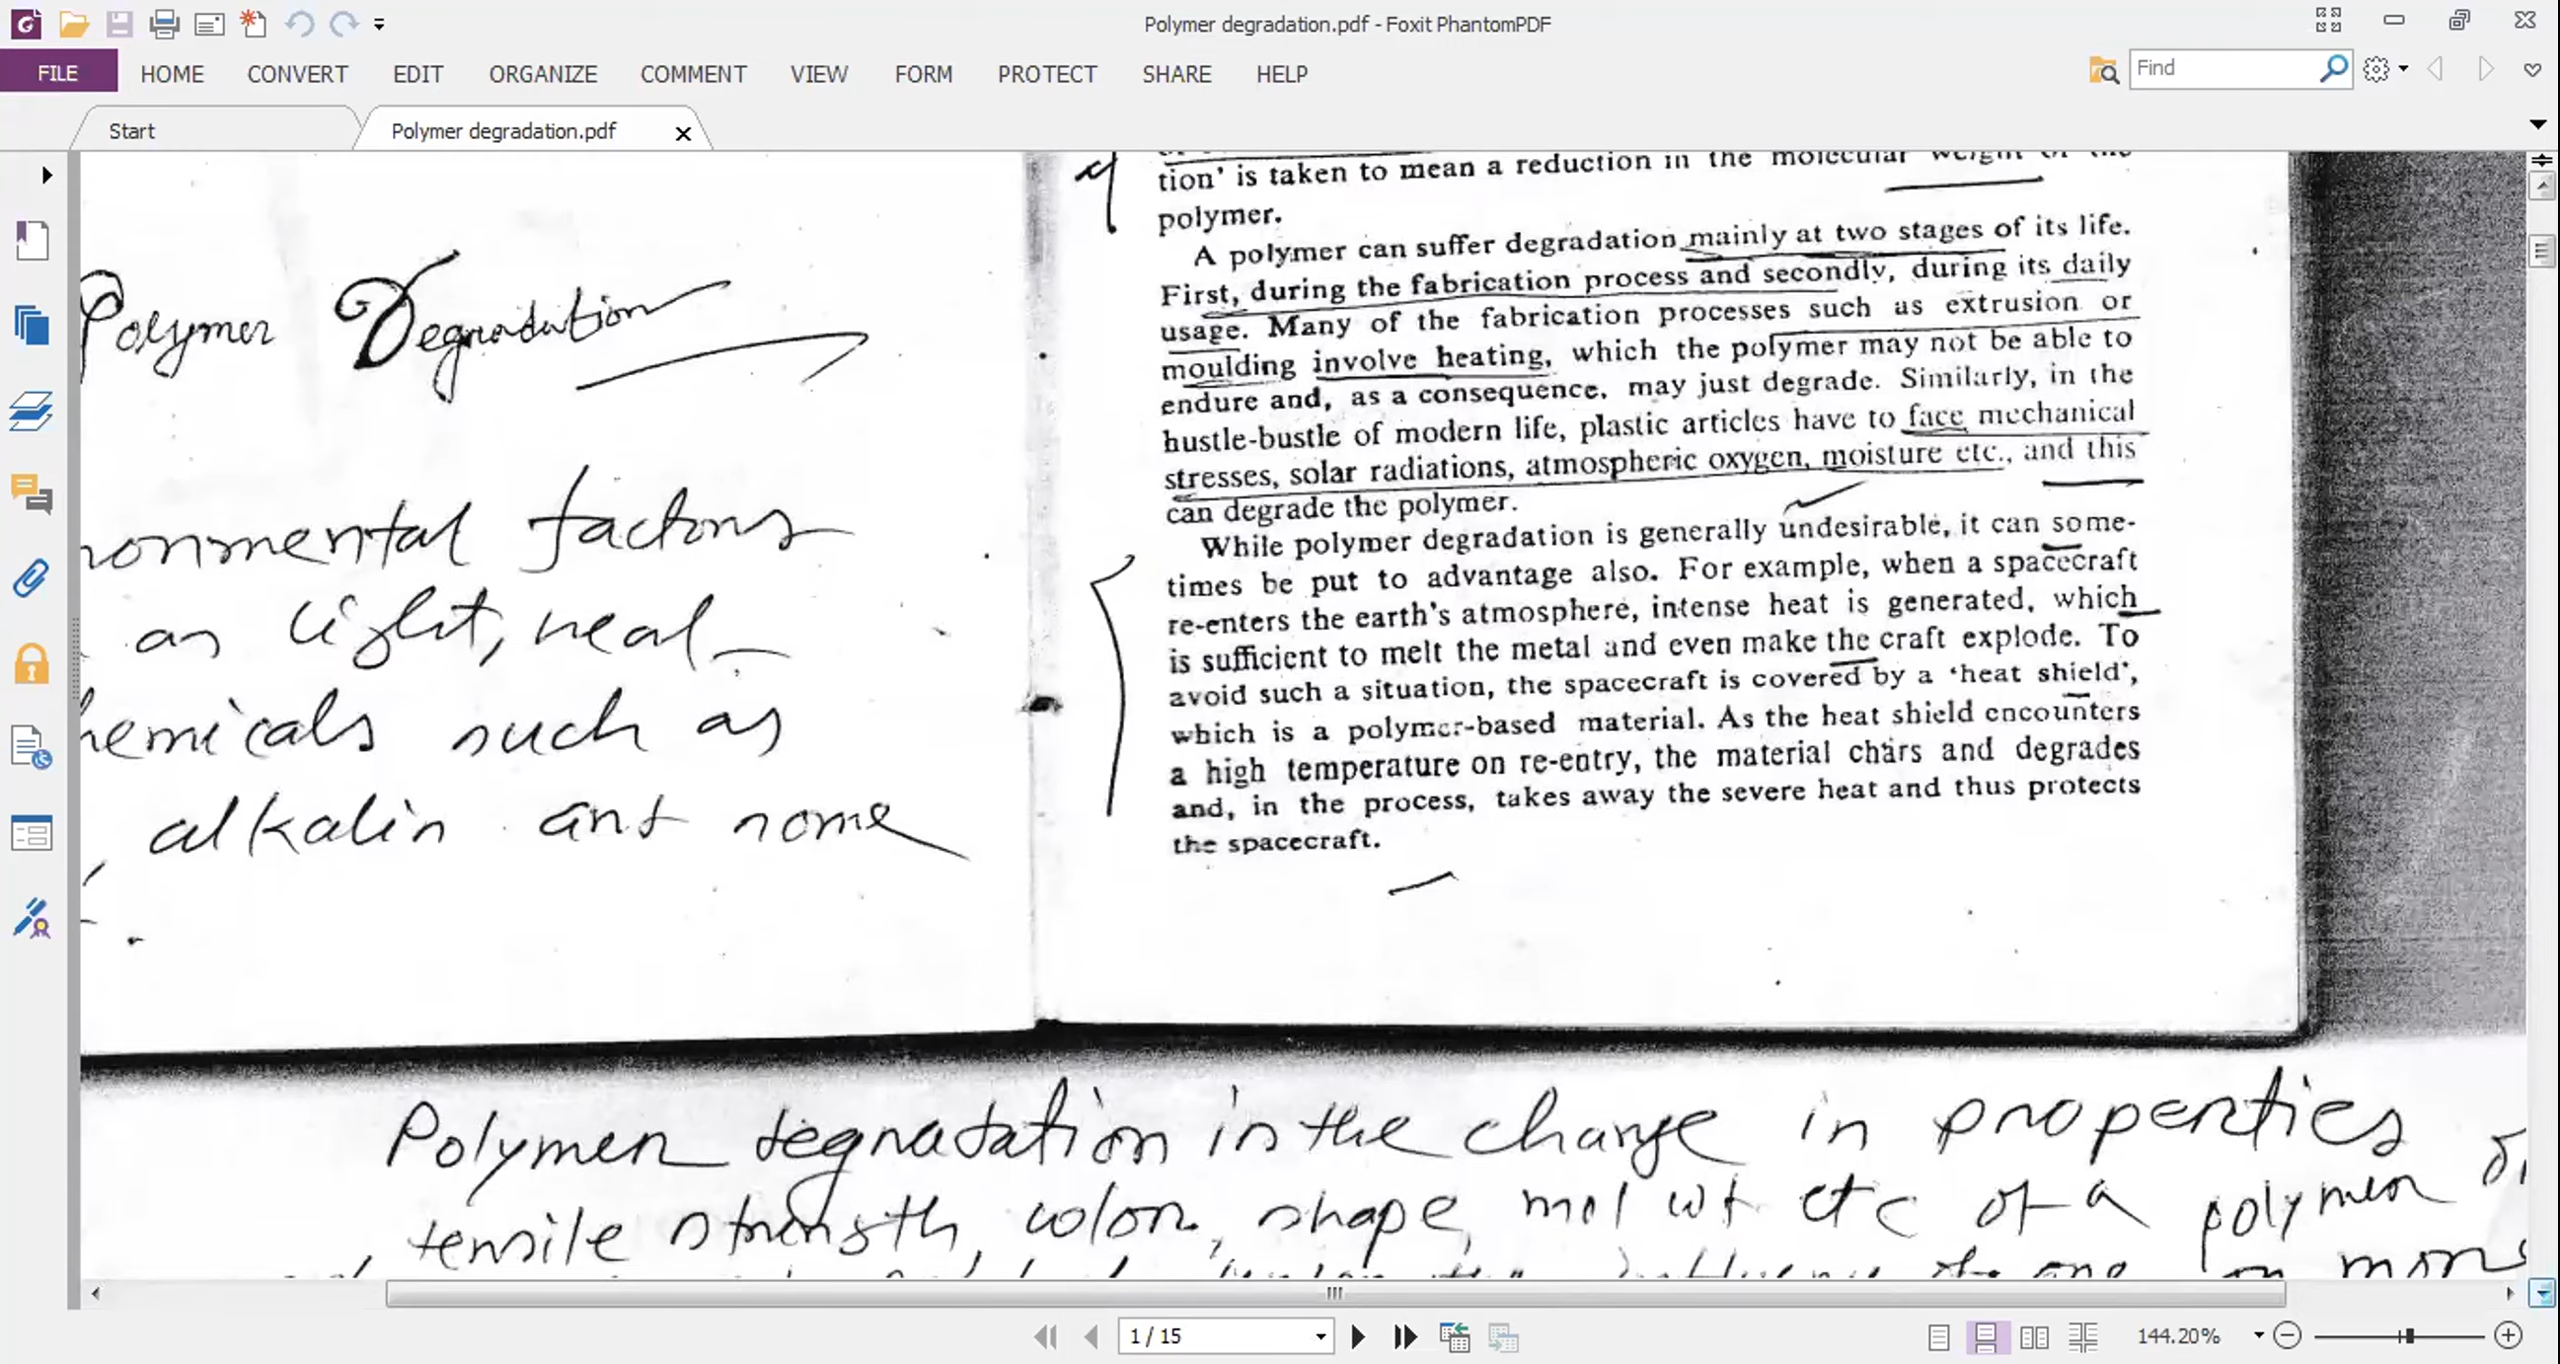 Polymer degradation.pdf - Foxit PhantomPDF
FILE HOME CONVERT EDIT ORGANIZE COMMENT VIEW FORM PROTECT SHARE HELP
Find
Start
Polymer degradation.pdf
Polymer Degradation
onmental factors
as light, heat
hemicals such as
, alkalin and some
tion' is taken to mean a reduction in the molecular weight of the
polymer.
A polymer can suffer degradation mainly at two stages of its life.
First, during the fabrication process and secondly, during its daily
usage. Many of the fabrication processes such as extrusion or
moulding involve heating, which the polymer may not be able to
endure and, as a consequence, may just degrade. Similarly, in the
hustle-bustle of modern life, plastic articles have to face mechanical
stresses, solar radiations, atmospheric oxygen, moisture etc., and this
can degrade the polymer.
While polymer degradation is generally undesirable, it can some-
times be put to advantage also. For example, when a spacecraft
re-enters the earth's atmosphere, intense heat is generated, which
is sufficient to melt the metal and even make the craft explode. To
avoid such a situation, the spacecraft is covered by a 'heat shield',
which is a polymer-based material. As the heat shield encounters
a high temperature on re-entry, the material chars and degrades
and, in the process, takes away the severe heat and thus protects
the spacecraft.
Polymer degradation is the change in properties
, tensile strength, color, shape, mol wt etc of a polymer
1 / 15
144.20%